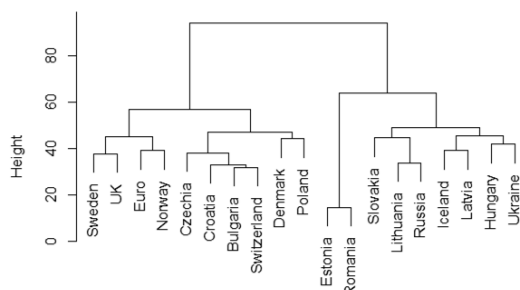 80
60
40
20
0
Height
Sweden
UK
Euro
Norway
Czechia
Croatia
Bulgaria
Switzerland
Denmark
Poland
Estonia
Romania
Slovakia
Lithuania
Russia
Iceland
Latvia
Hungary
Ukraine